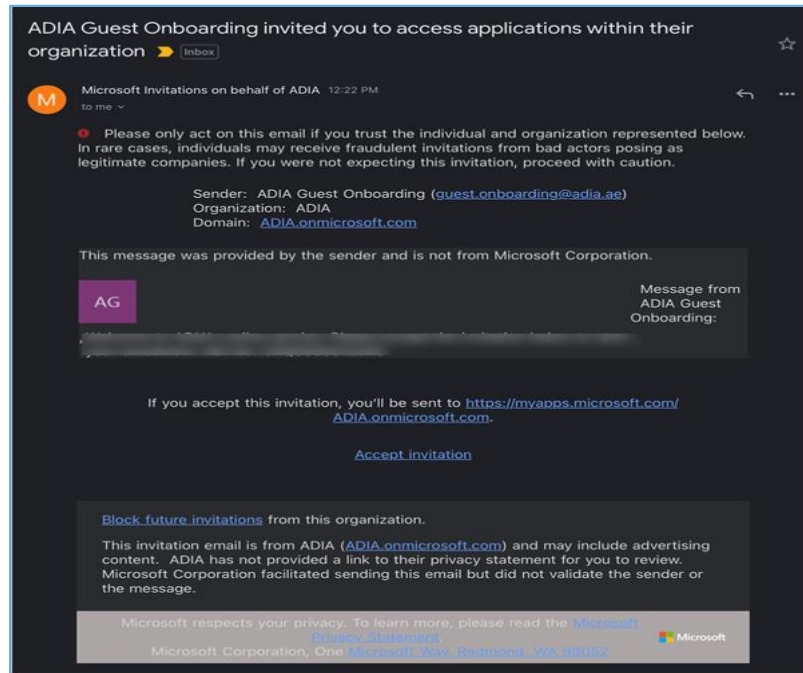 ADIA Guest Onboarding invited you to access applications within their
organization Inbox
M
Microsoft Invitations on behalf of ADIA 12:22 PM
to me
Please only act on this email if you trust the individual and organization represented below.
In rare cases, individuals may receive fraudulent invitations from bad actors posing as
legitimate companies. If you were not expecting this invitation, proceed with caution.
Sender: ADIA Guest Onboarding (guest.onboarding@adia.ae)
Organization: ADIA
Domain: ADIA.onmicrosoft.com
This message was provided by the sender and is not from Microsoft Corporation.
AG
Message from
ADIA Guest
Onboarding:
If you accept this invitation, you'll be sent to https://myapps.microsoft.com/
ADIA.onmicrosoft.com.
Accept invitation
Block future invitations from this organization.
This invitation email is from ADIA (ADIA.onmicrosoft.com) and may include advertising
content. ADIA has not provided a link to their privacy statement for you to review.
Microsoft Corporation facilitated sending this email but did not validate the sender or
the message.
Microsoft respects your privacy. To learn more, please read the Microsoft
Privacy Statement.
Microsoft Corporation, One Microsoft Way, Redmond, WA 98052
Microsoft